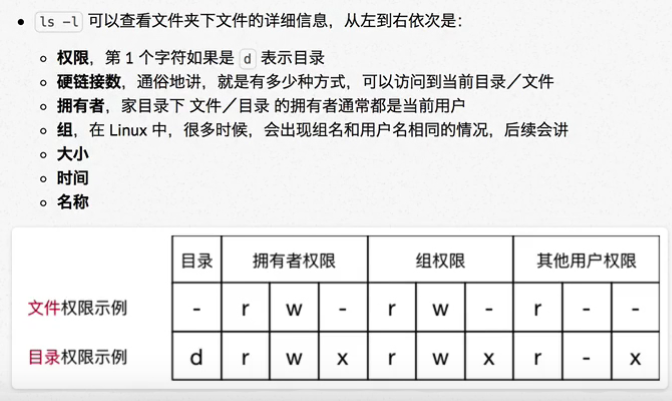 ls -l 可以查看文件夹下文件的详细信息，从左到右依次是：
权限，第 1 个字符如果是 d 表示目录
硬链接数，通俗地讲，就是有多少种方式，可以访问到当前目录／文件
拥有者，家目录下 文件／目录 的拥有者通常都是当前用户
组，在 Linux 中，很多时候，会出现组名和用户名相同的情况，后续会讲
大小
时间
名称
目录 拥有者权限 组权限 其他用户权限
文件权限示例 - r w - r w - r - -
目录权限示例 d r w x r w x r - x